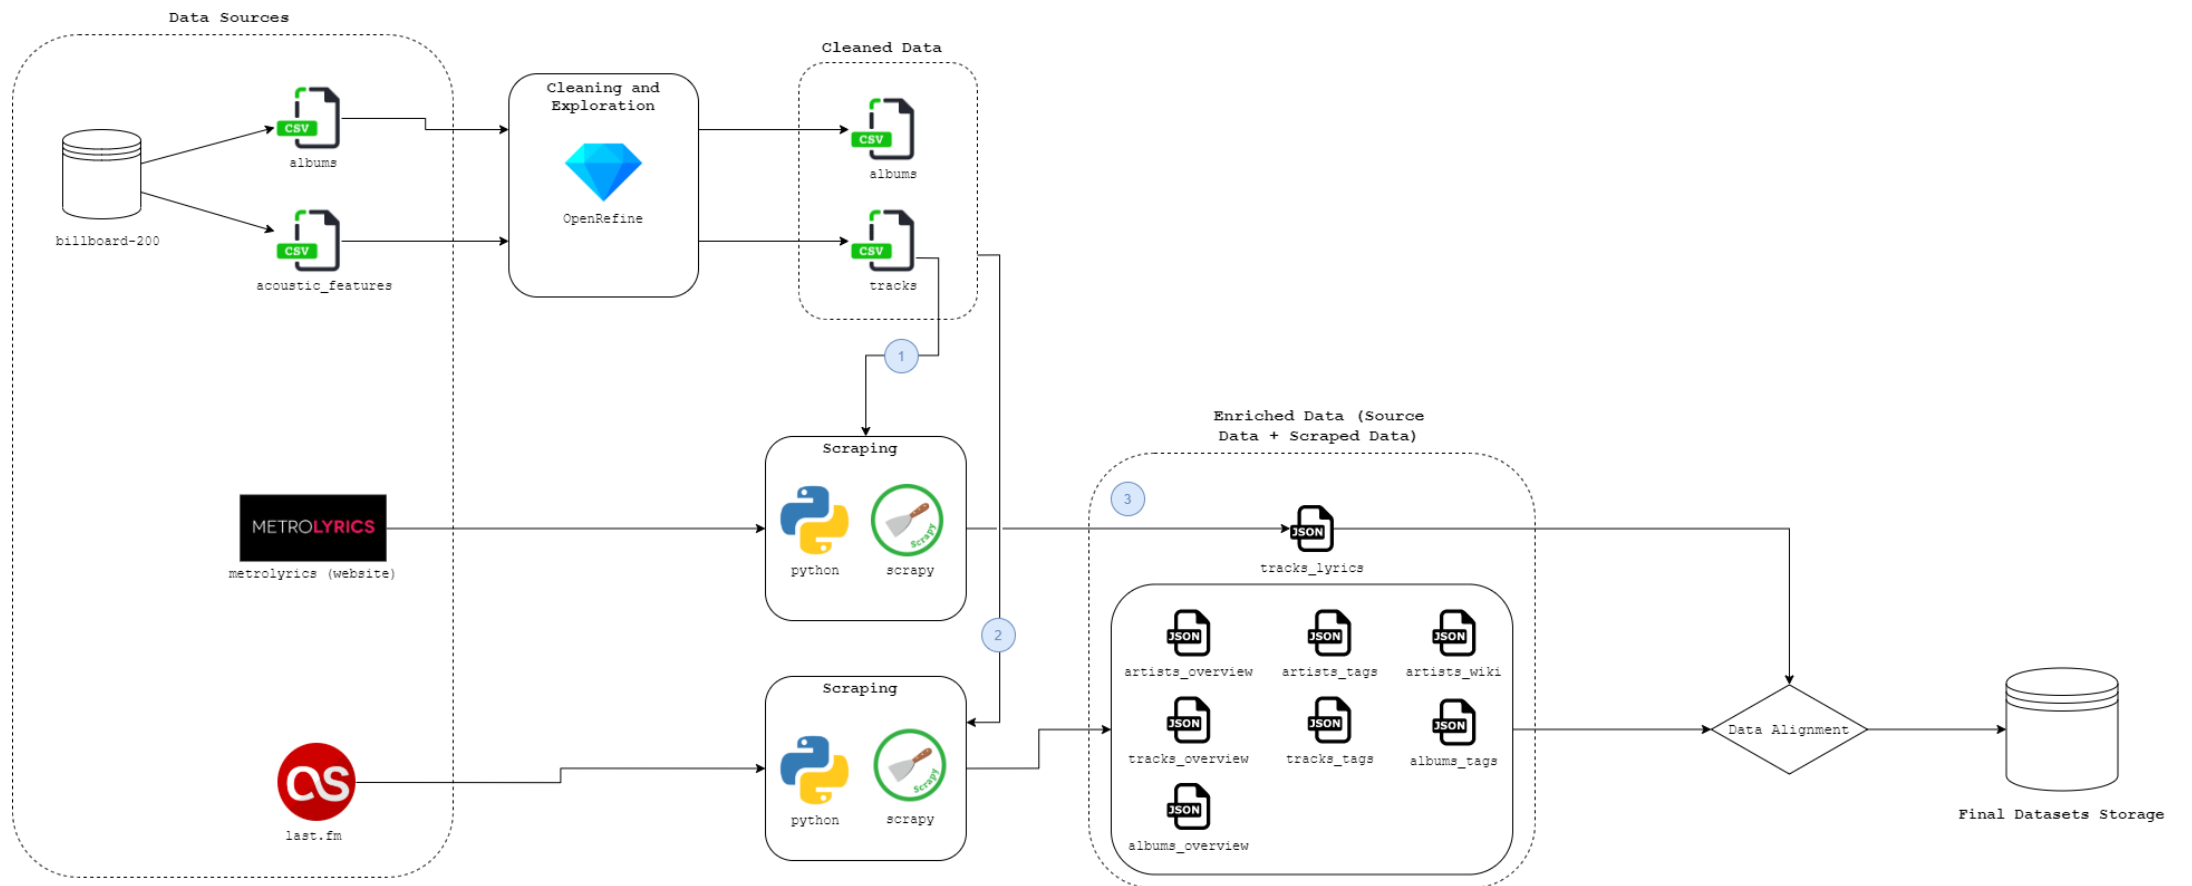 Data Sources
CSV
albums
billboard-200
CSV
acoustic_features
Cleaning and
Exploration
OpenRefine
Cleaned Data
CSV
albums
CSV
tracks
1
METROLYRICS
metrolyrics (website)
Scraping
python
Scrapy
scrapy
2
last.fm
Scraping
python
Scrapy
scrapy
Enriched Data (Source
Data + Scraped Data)
3
JSON
tracks_lyrics
JSON
artists_overview
JSON
artists_tags
JSON
artists_wiki
JSON
tracks_overview
JSON
tracks_tags
JSON
albums_tags
JSON
albums_overview
Data Alignment
Final Datasets Storage